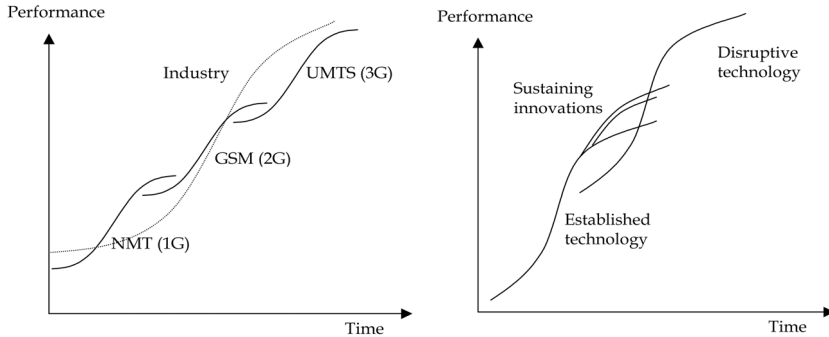 Performance
Industry
UMTS (3G)
GSM (2G)
NMT (1G)
Time
Performance
Disruptive
technology
Sustaining
innovations
Established
technology
Time